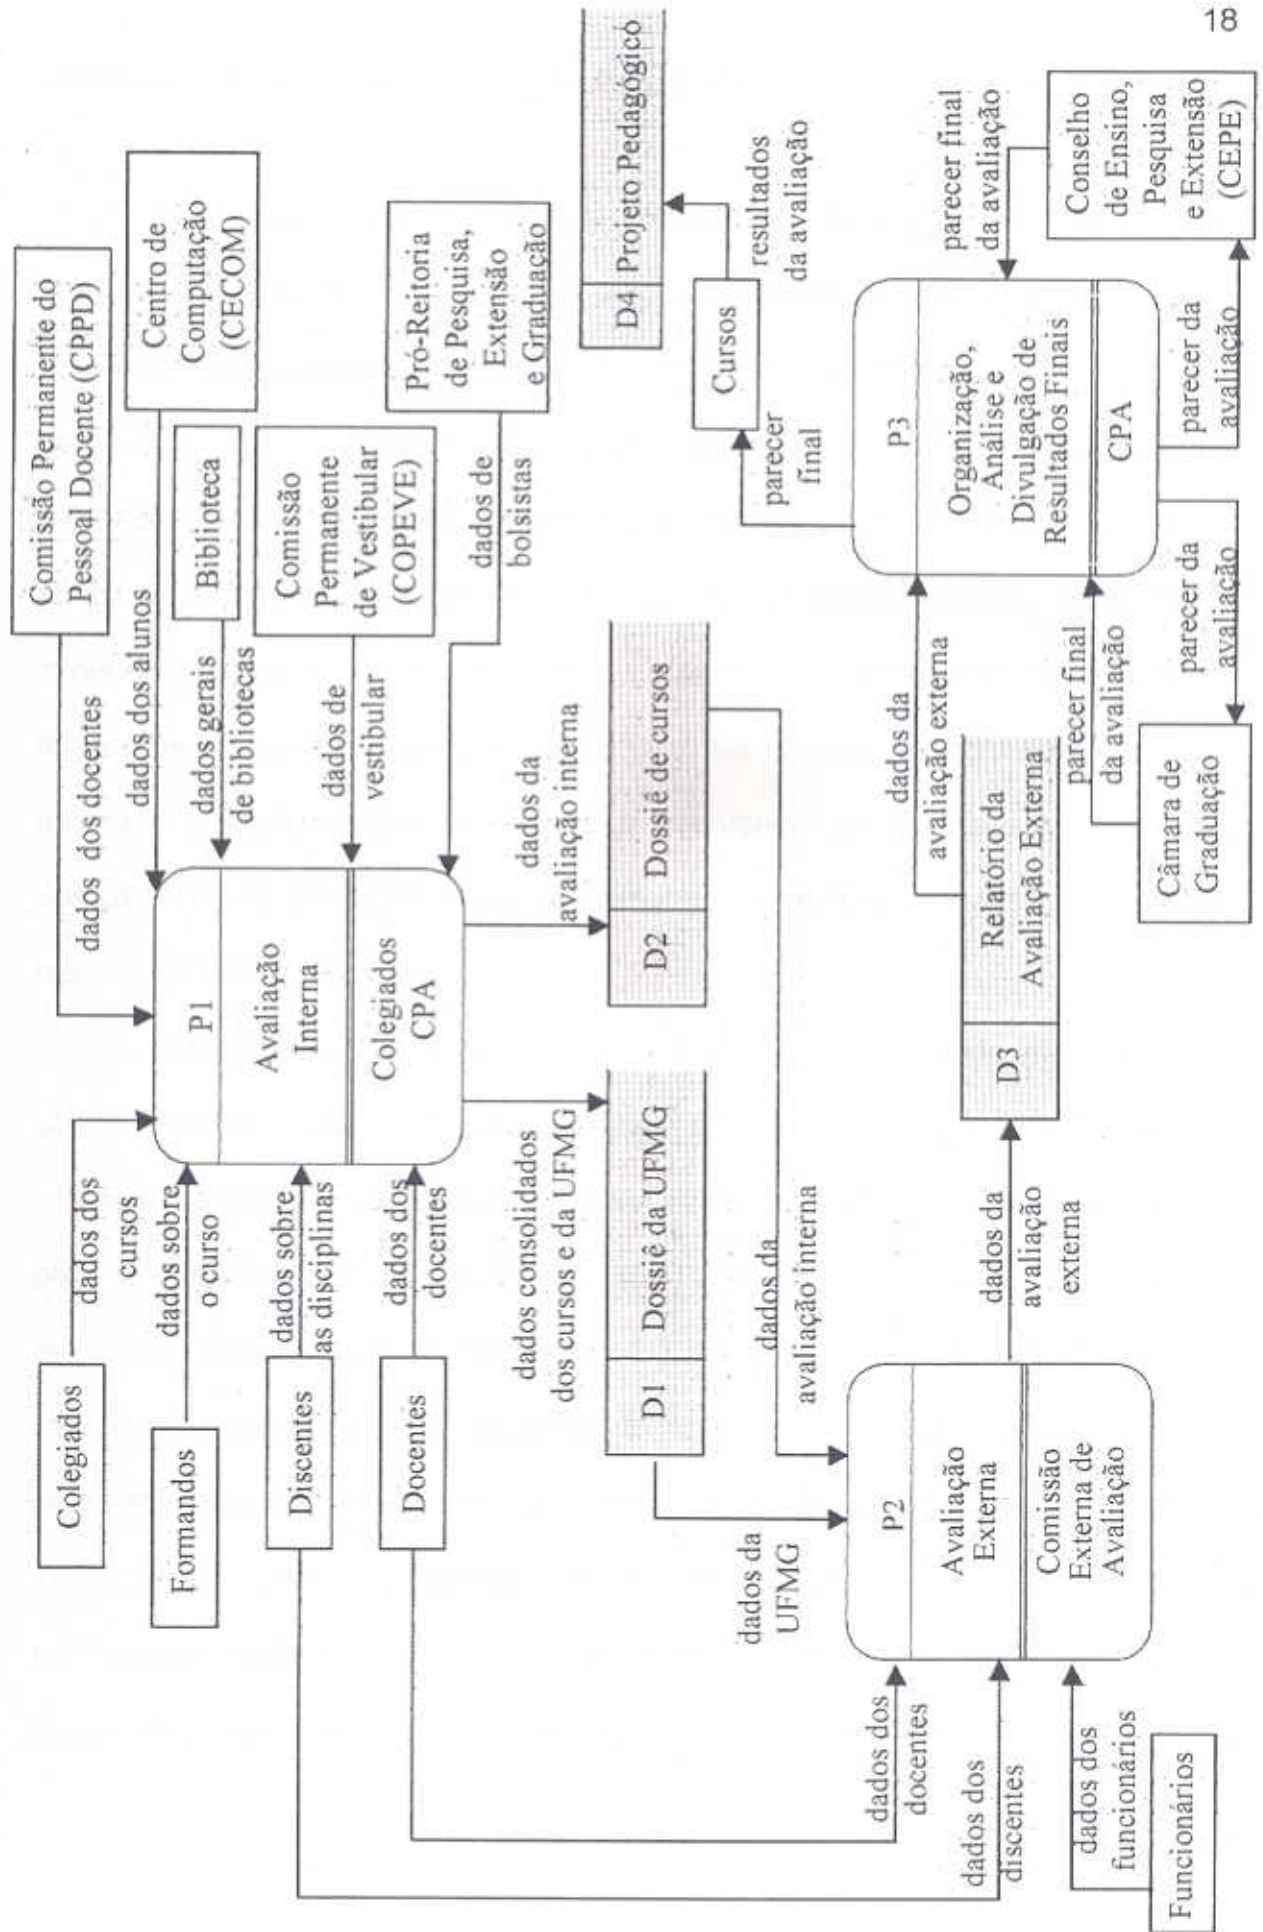 18
Comissão Permanente do
Pessoal Docente (CPPD)
Centro de
Computação
(CECOM)
Biblioteca
Comissão
Permanente
de Vestibular
(COPEVE)
Pró-Reitoria
de Pesquisa,
Extensão
e Graduação
dados dos docentes
dados dos alunos
dados gerais
de bibliotecas
dados de
vestibular
dados de
bolsistas
Colegiados
dados dos
cursos
Formandos
dados sobre
o curso
Discentes
dados sobre
as disciplinas
Docentes
dados dos
docentes
P1
Avaliação
Interna
Colegiados
CPA
dados consolidados
dos cursos e da UFMG
dados da
avaliação interna
D1
Dossiê da UFMG
D2
Dossiê de cursos
D4
Projeto Pedagógico
Cursos
resultados
da avaliação
parecer
final
dados da
UFMG
dados da
avaliação interna
dados dos
docentes
dados dos
discentes
dados dos
funcionários
Funcionários
P2
Avaliação
Externa
Comissão
Externa de
Avaliação
dados da
avaliação
externa
D3
Relatório da
Avaliação Externa
dados da
avaliação externa
P3
Organização,
Análise e
Divulgação de
Resultados Finais
CPA
parecer final
da avaliação
Conselho
de Ensino,
Pesquisa
e Extensão
(CEPE)
parecer da
avaliação
parecer final
da avaliação
parecer da
avaliação
Câmara de
Graduação